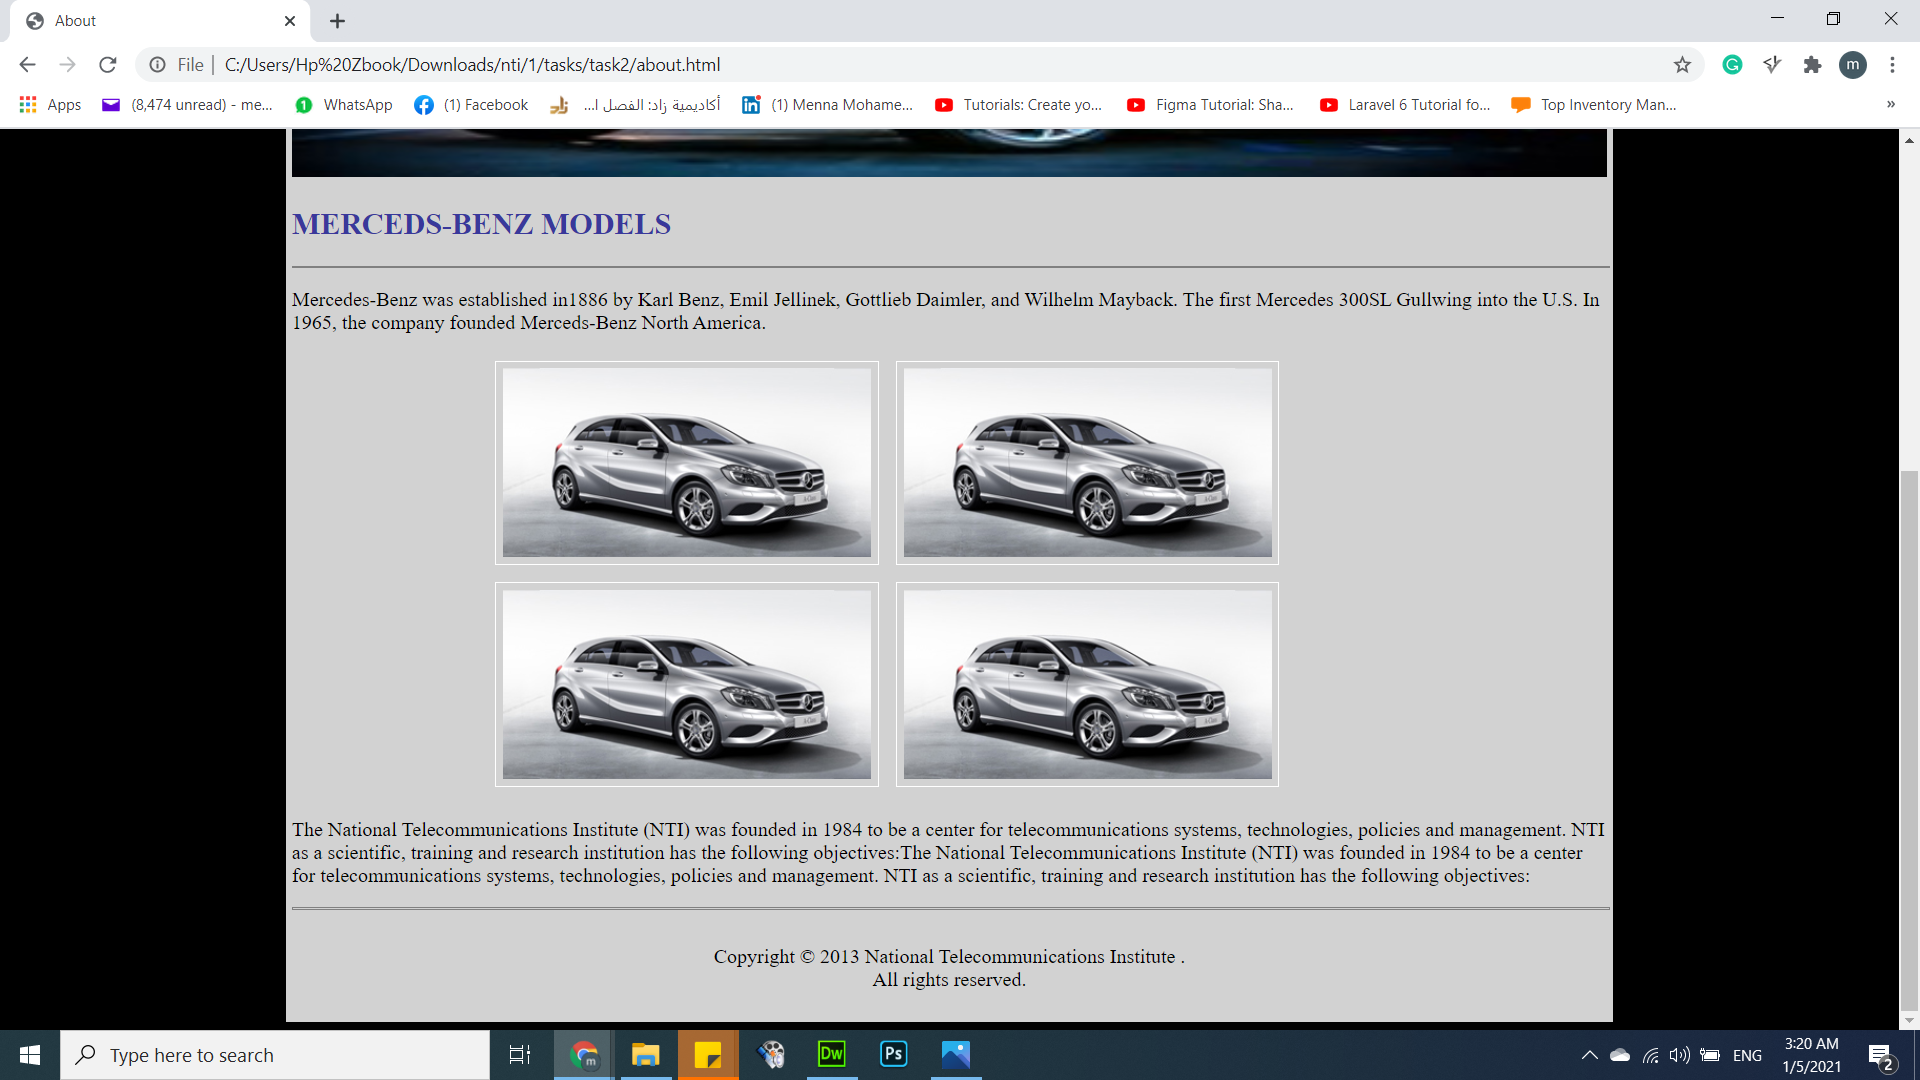 About
File
C:/Users/Hp%20Zbook/Downloads/nti/1/tasks/task2/about.html
m
Apps
(8,474 unread) - me...
WhatsApp
(1) Facebook
أكاديمية زاد: الفصل ا...
(1) Menna Mohame...
Tutorials: Create yo...
Figma Tutorial: Sha...
Laravel 6 Tutorial fo...
Top Inventory Man...
»
MERCEDS-BENZ MODELS
Mercedes-Benz was established in1886 by Karl Benz, Emil Jellinek, Gottlieb Daimler, and Wilhelm Mayback. The first Mercedes 300SL Gullwing into the U.S. In
1965, the company founded Merceds-Benz North America.
A-Class
A-Class
A-Class
A-Class
The National Telecommunications Institute (NTI) was founded in 1984 to be a center for telecommunications systems, technologies, policies and management. NTI
as a scientific, training and research institution has the following objectives:The National Telecommunications Institute (NTI) was founded in 1984 to be a center
for telecommunications systems, technologies, policies and management. NTI as a scientific, training and research institution has the following objectives:
Copyright © 2013 National Telecommunications Institute .
All rights reserved.
Type here to search
m
Dw
Ps
ENG
3:20 AM
1/5/2021
2